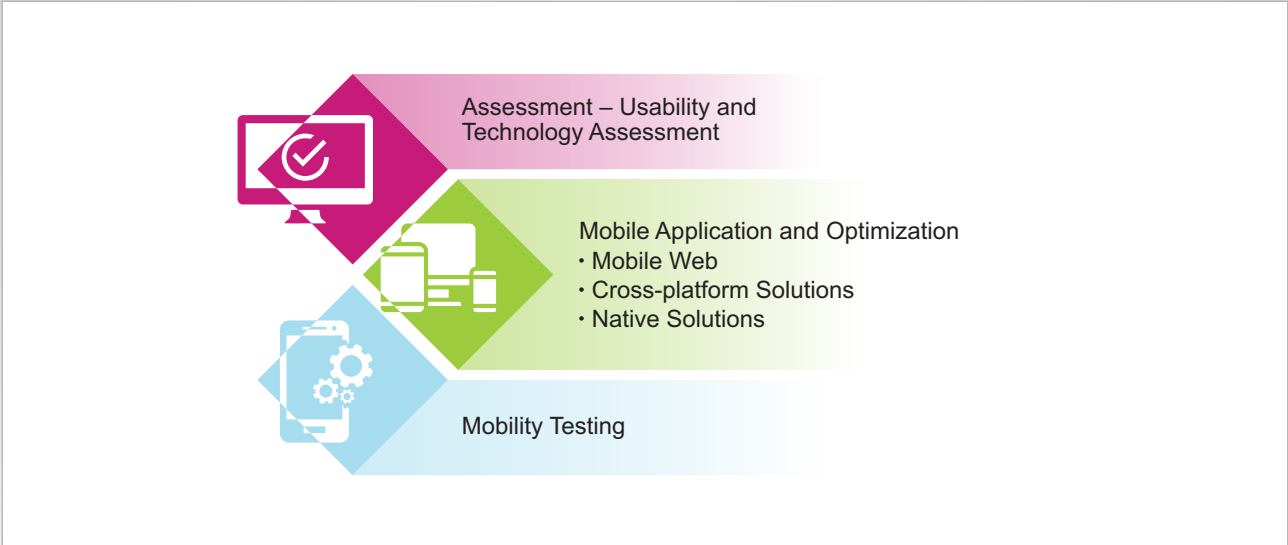 Assessment – Usability and
Technology Assessment
Mobile Application and Optimization
• Mobile Web
• Cross-platform Solutions
• Native Solutions
Mobility Testing